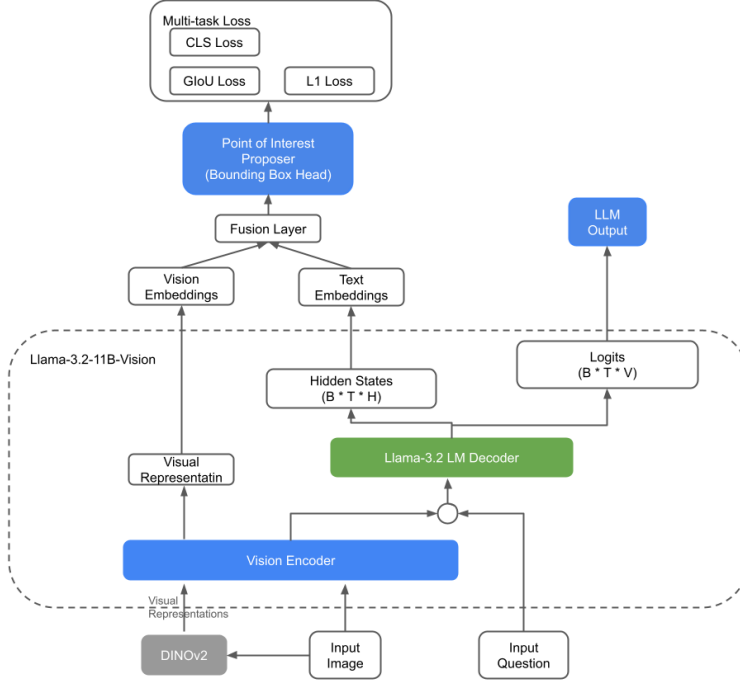 Multi-task Loss
CLS Loss
GIoU Loss
L1 Loss
Point of Interest
Proposer
(Bounding Box Head)
LLM
Output
Fusion Layer
Vision
Embeddings
Text
Embeddings
Llama-3.2-11B-Vision
Hidden States
(B * T * H)
Logits
(B * T * V)
Visual
Representatin
Llama-3.2 LM Decoder
Vision Encoder
Visual
Representations
DINOv2
Input
Image
Input
Question